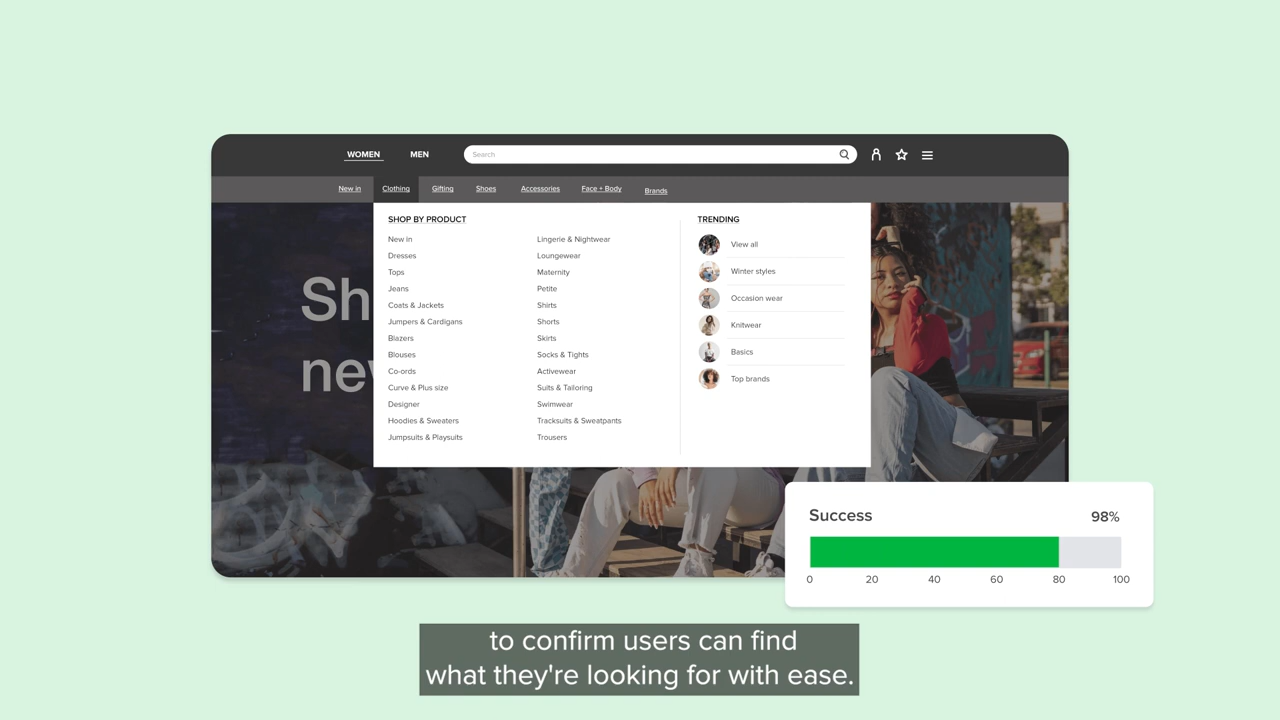 WOMEN MEN Search
New in Clothing Gifting Shoes Accessories Face + Body Brands
Sh
new
SHOP BY PRODUCT
New in
Dresses
Tops
Jeans
Coats & Jackets
Jumpers & Cardigans
Blazers
Blouses
Co-ords
Curve & Plus size
Designer
Hoodies & Sweaters
Jumpsuits & Playsuits
Lingerie & Nightwear
Loungewear
Maternity
Petite
Shirts
Shorts
Skirts
Socks & Tights
Activewear
Suits & Tailoring
Swimwear
Tracksuits & Sweatpants
Trousers
TRENDING
View all
Winter styles
Occasion wear
Knitwear
Basics
Top brands
Success 98%
0 20 40 60 80 100
to confirm users can find
what they're looking for with ease.